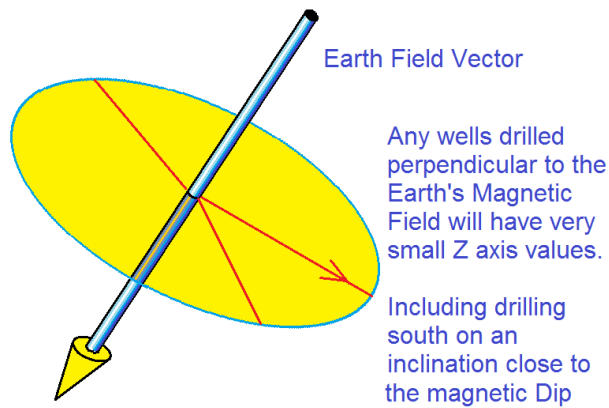 Earth Field Vector
Any wells drilled
perpendicular to the
Earth's Magnetic
Field will have very
small Z axis values.
Including drilling
south on an
inclination close to
the magnetic Dip